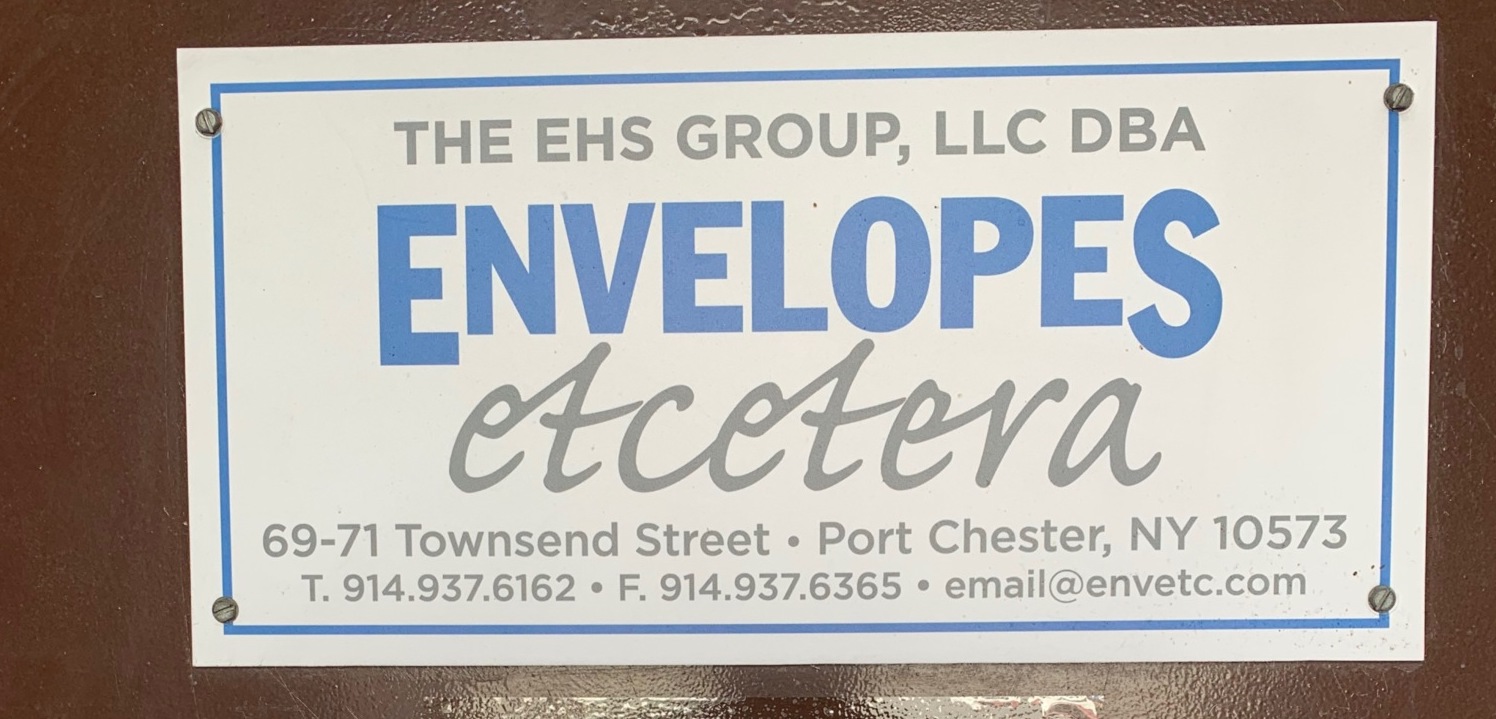 THE EHS GROUP, LLC DBA
ENVELOPES
etcetera
69-71 Townsend Street • Port Chester, NY 10573
T. 914.937.6162 • F. 914.937.6365 • email@envetc.com